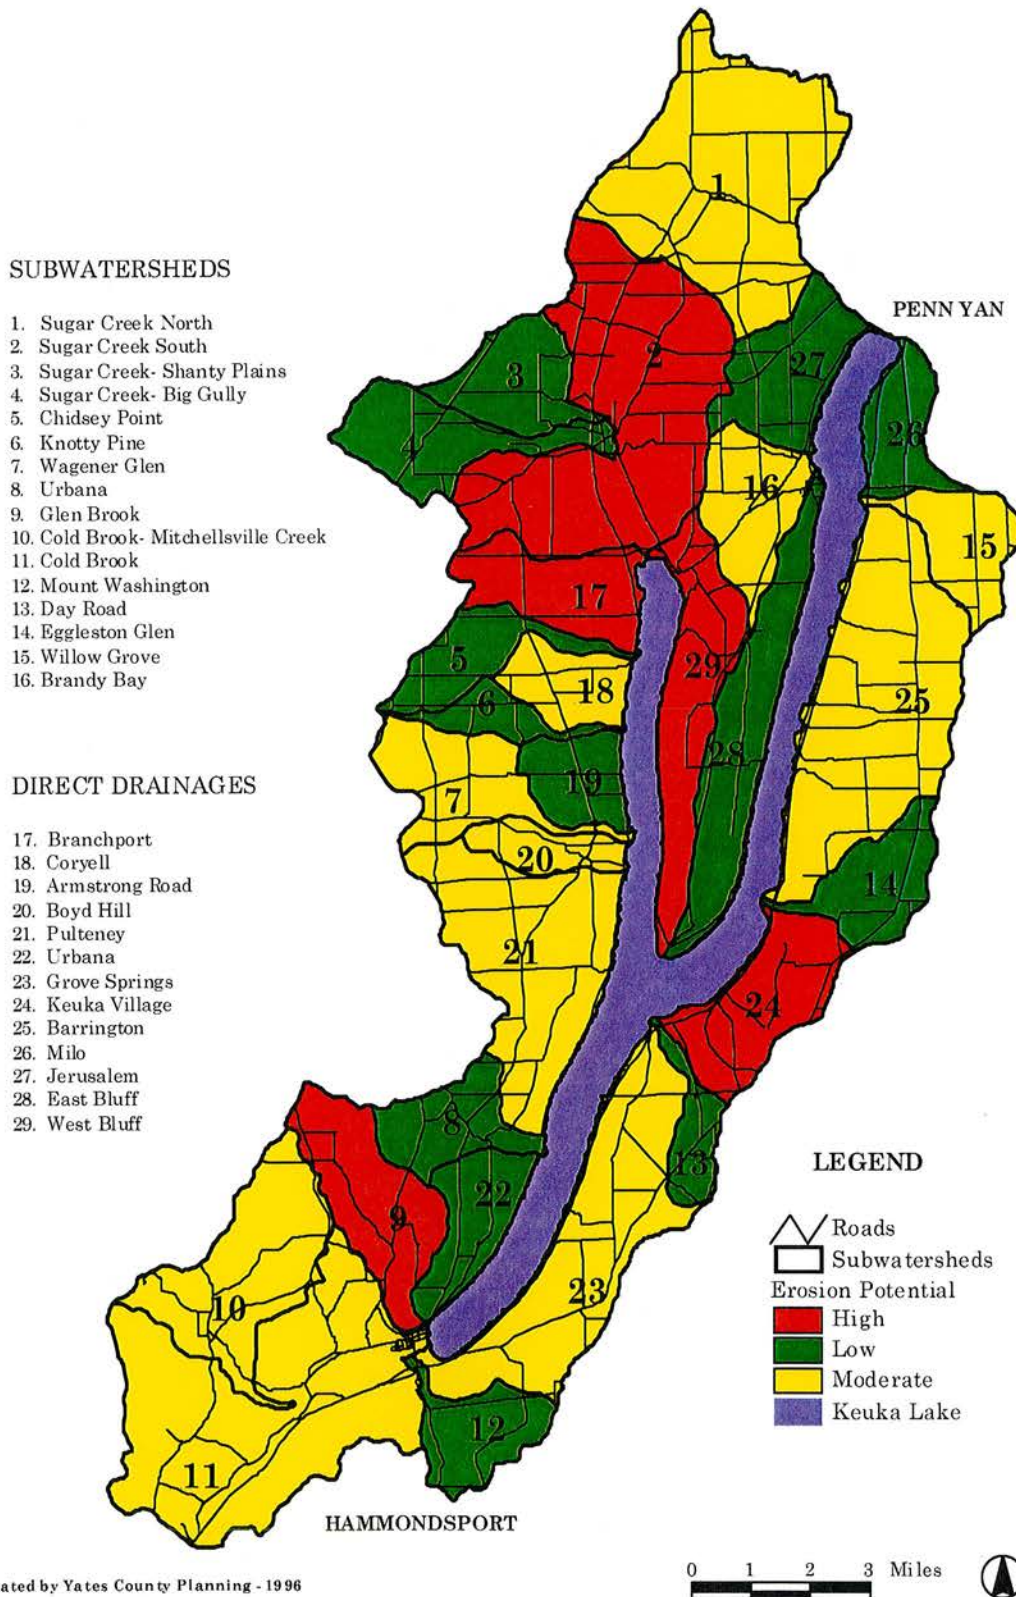 SUBWATERSHEDS
1. Sugar Creek North
2. Sugar Creek South
3. Sugar Creek- Shanty Plains
4. Sugar Creek- Big Gully
5. Chidsey Point
6. Knotty Pine
7. Wagener Glen
8. Urbana
9. Glen Brook
10. Cold Brook- Mitchellsville Creek
11. Cold Brook
12. Mount Washington
13. Day Road
14. Eggleston Glen
15. Willow Grove
16. Brandy Bay
DIRECT DRAINAGES
17. Branchport
18. Coryell
19. Armstrong Road
20. Boyd Hill
21. Pulteney
22. Urbana
23. Grove Springs
24. Keuka Village
25. Barrington
26. Milo
27. Jerusalem
28. East Bluff
29. West Bluff
1
PENN YAN
2
27
3
4
26
16
15
17
5
29
18
6
25
28
19
7
20
14
21
24
8
13
22
9
23
10
12
11
HAMMONDSPORT
LEGEND
Roads
Subwatersheds
Erosion Potential
High
Low
Moderate
Keuka Lake
ated by Yates County Planning - 1996
0 1 2 3 Miles